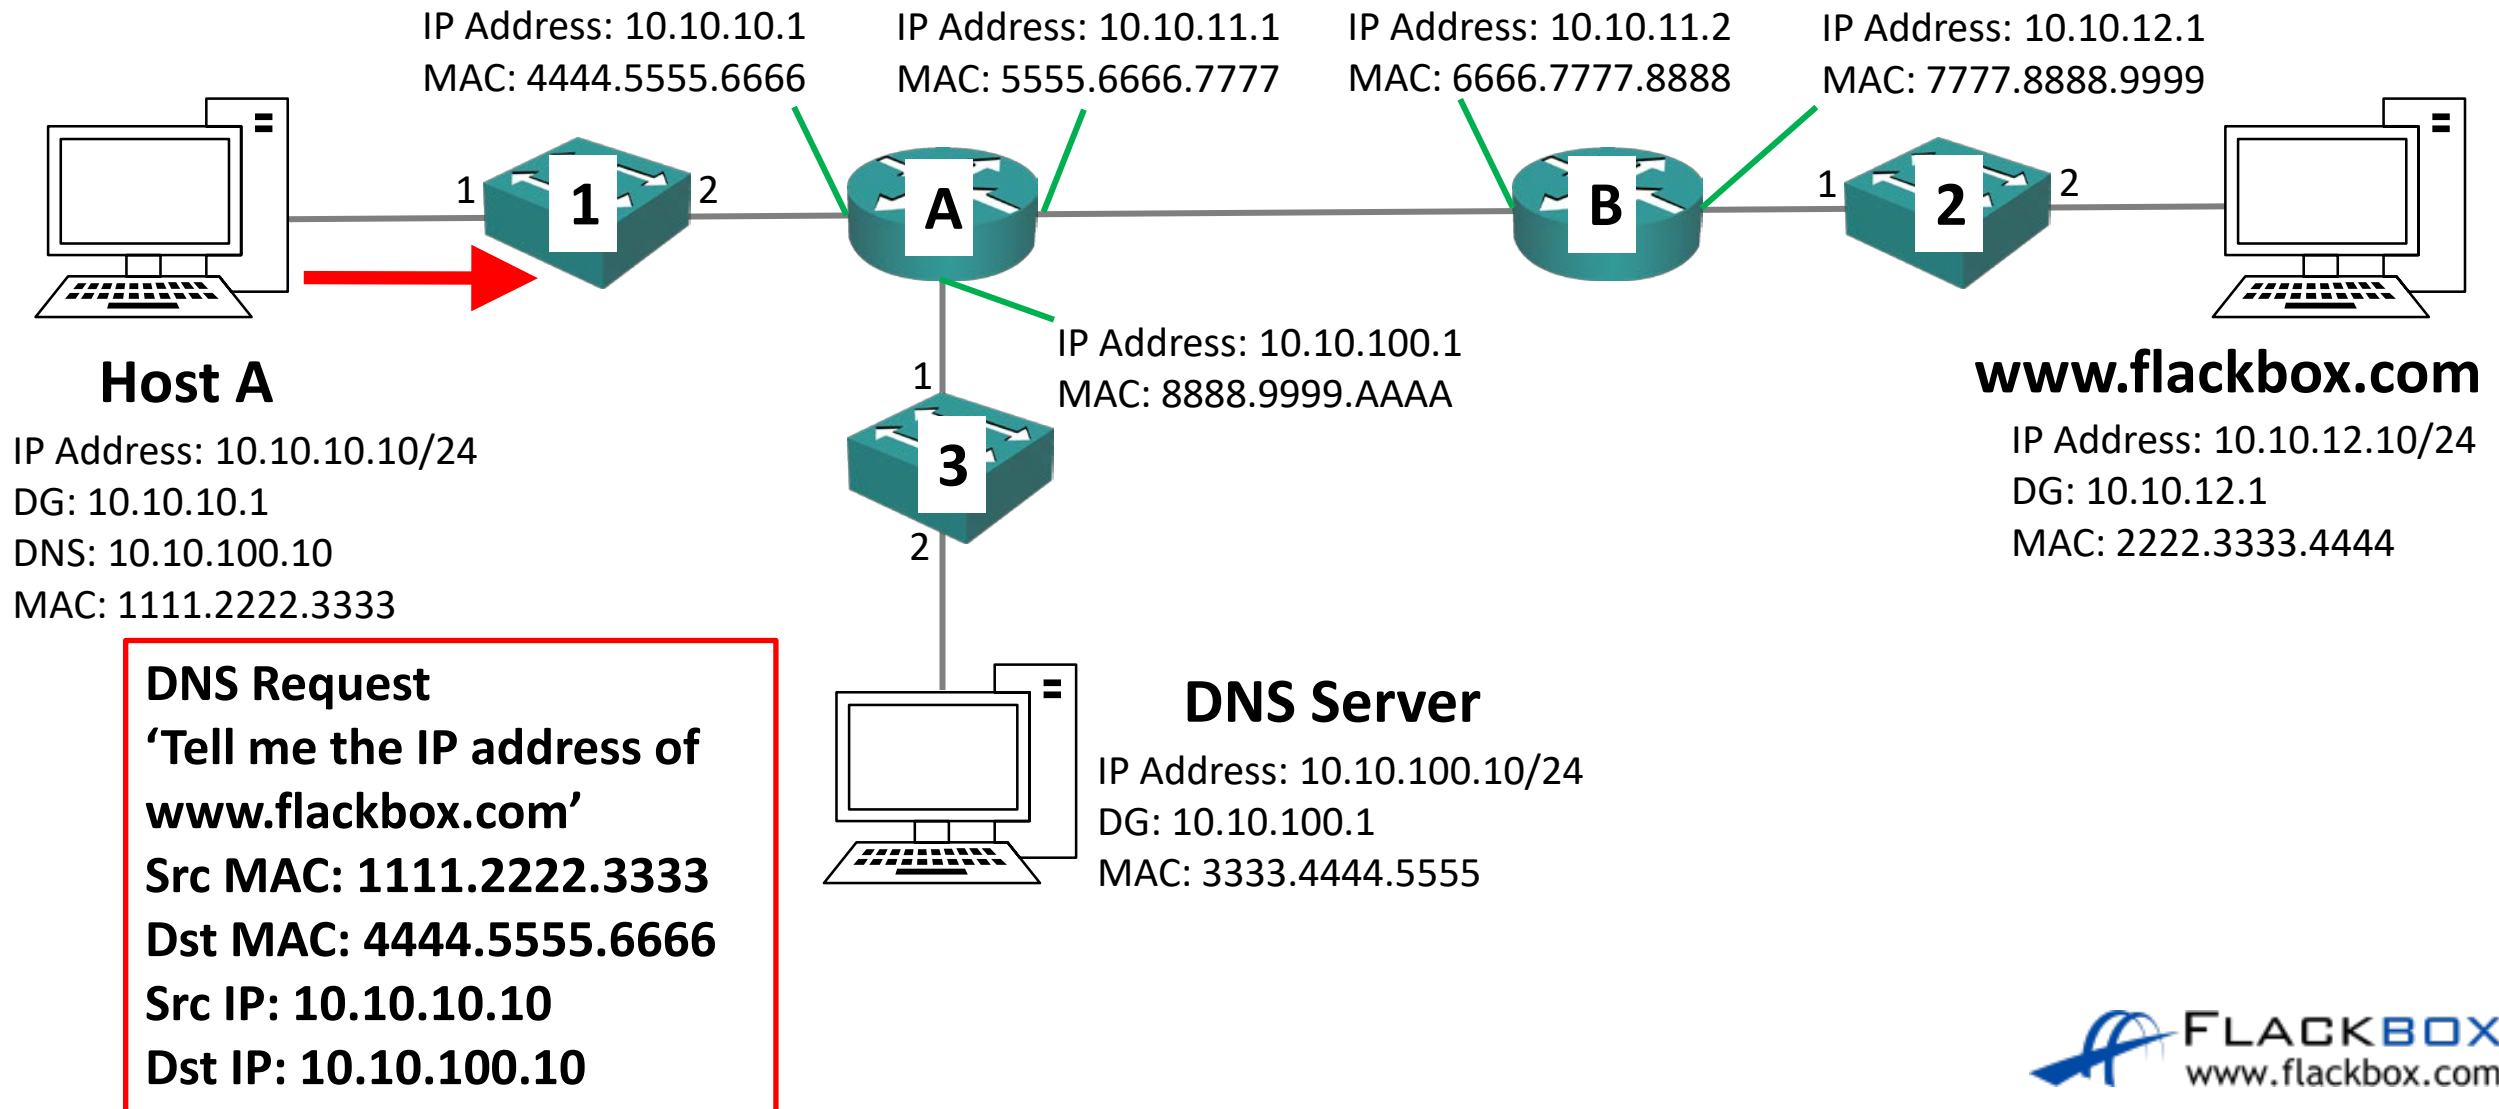 IP Address: 10.10.10.1
MAC: 4444.5555.6666
IP Address: 10.10.11.1
MAC: 5555.6666.7777
IP Address: 10.10.11.2
MAC: 6666.7777.8888
IP Address: 10.10.12.1
MAC: 7777.8888.9999
1
1
2
A
B
1
2
2
IP Address: 10.10.100.1
MAC: 8888.9999.AAAA
1
3
2
Host A
IP Address: 10.10.10.10/24
DG: 10.10.10.1
DNS: 10.10.100.10
MAC: 1111.2222.3333
www.flackbox.com
IP Address: 10.10.12.10/24
DG: 10.10.12.1
MAC: 2222.3333.4444
DNS Request
‘Tell me the IP address of
www.flackbox.com’
Src MAC: 1111.2222.3333
Dst MAC: 4444.5555.6666
Src IP: 10.10.10.10
Dst IP: 10.10.100.10
DNS Server
IP Address: 10.10.100.10/24
DG: 10.10.100.1
MAC: 3333.4444.5555
FLACKBOX
www.flackbox.com